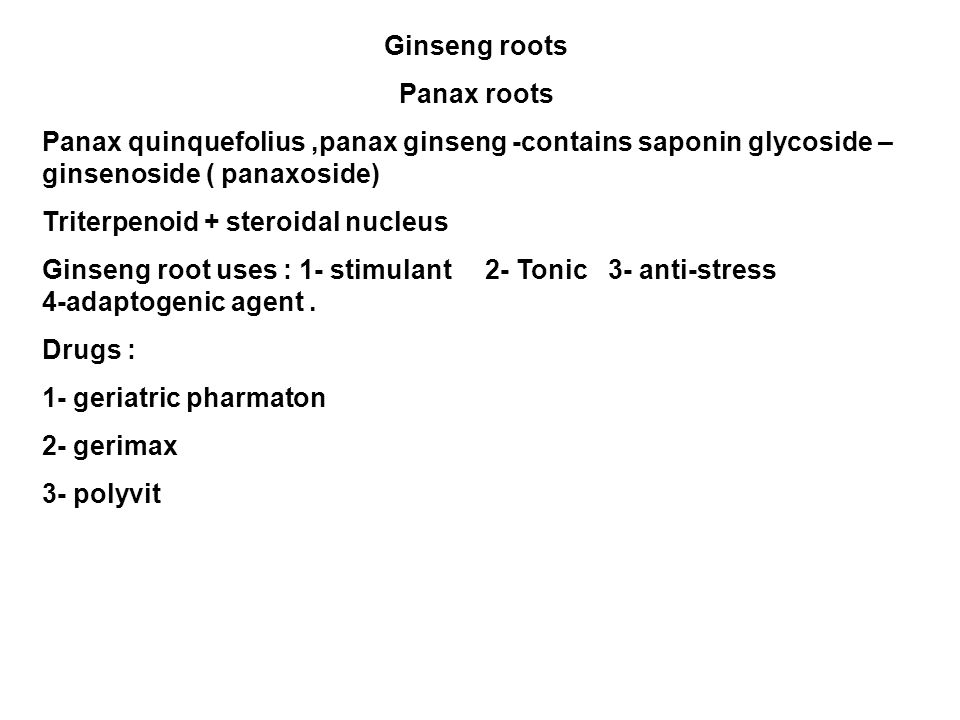 Ginseng roots
Panax roots
Panax quinquefolius ,panax ginseng -contains saponin glycoside –
ginsenoside ( panaxoside)
Triterpenoid + steroidal nucleus
Ginseng root uses : 1- stimulant 2- Tonic 3- anti-stress
4-adaptogenic agent .
Drugs :
1- geriatric pharmaton
2- gerimax
3- polyvit